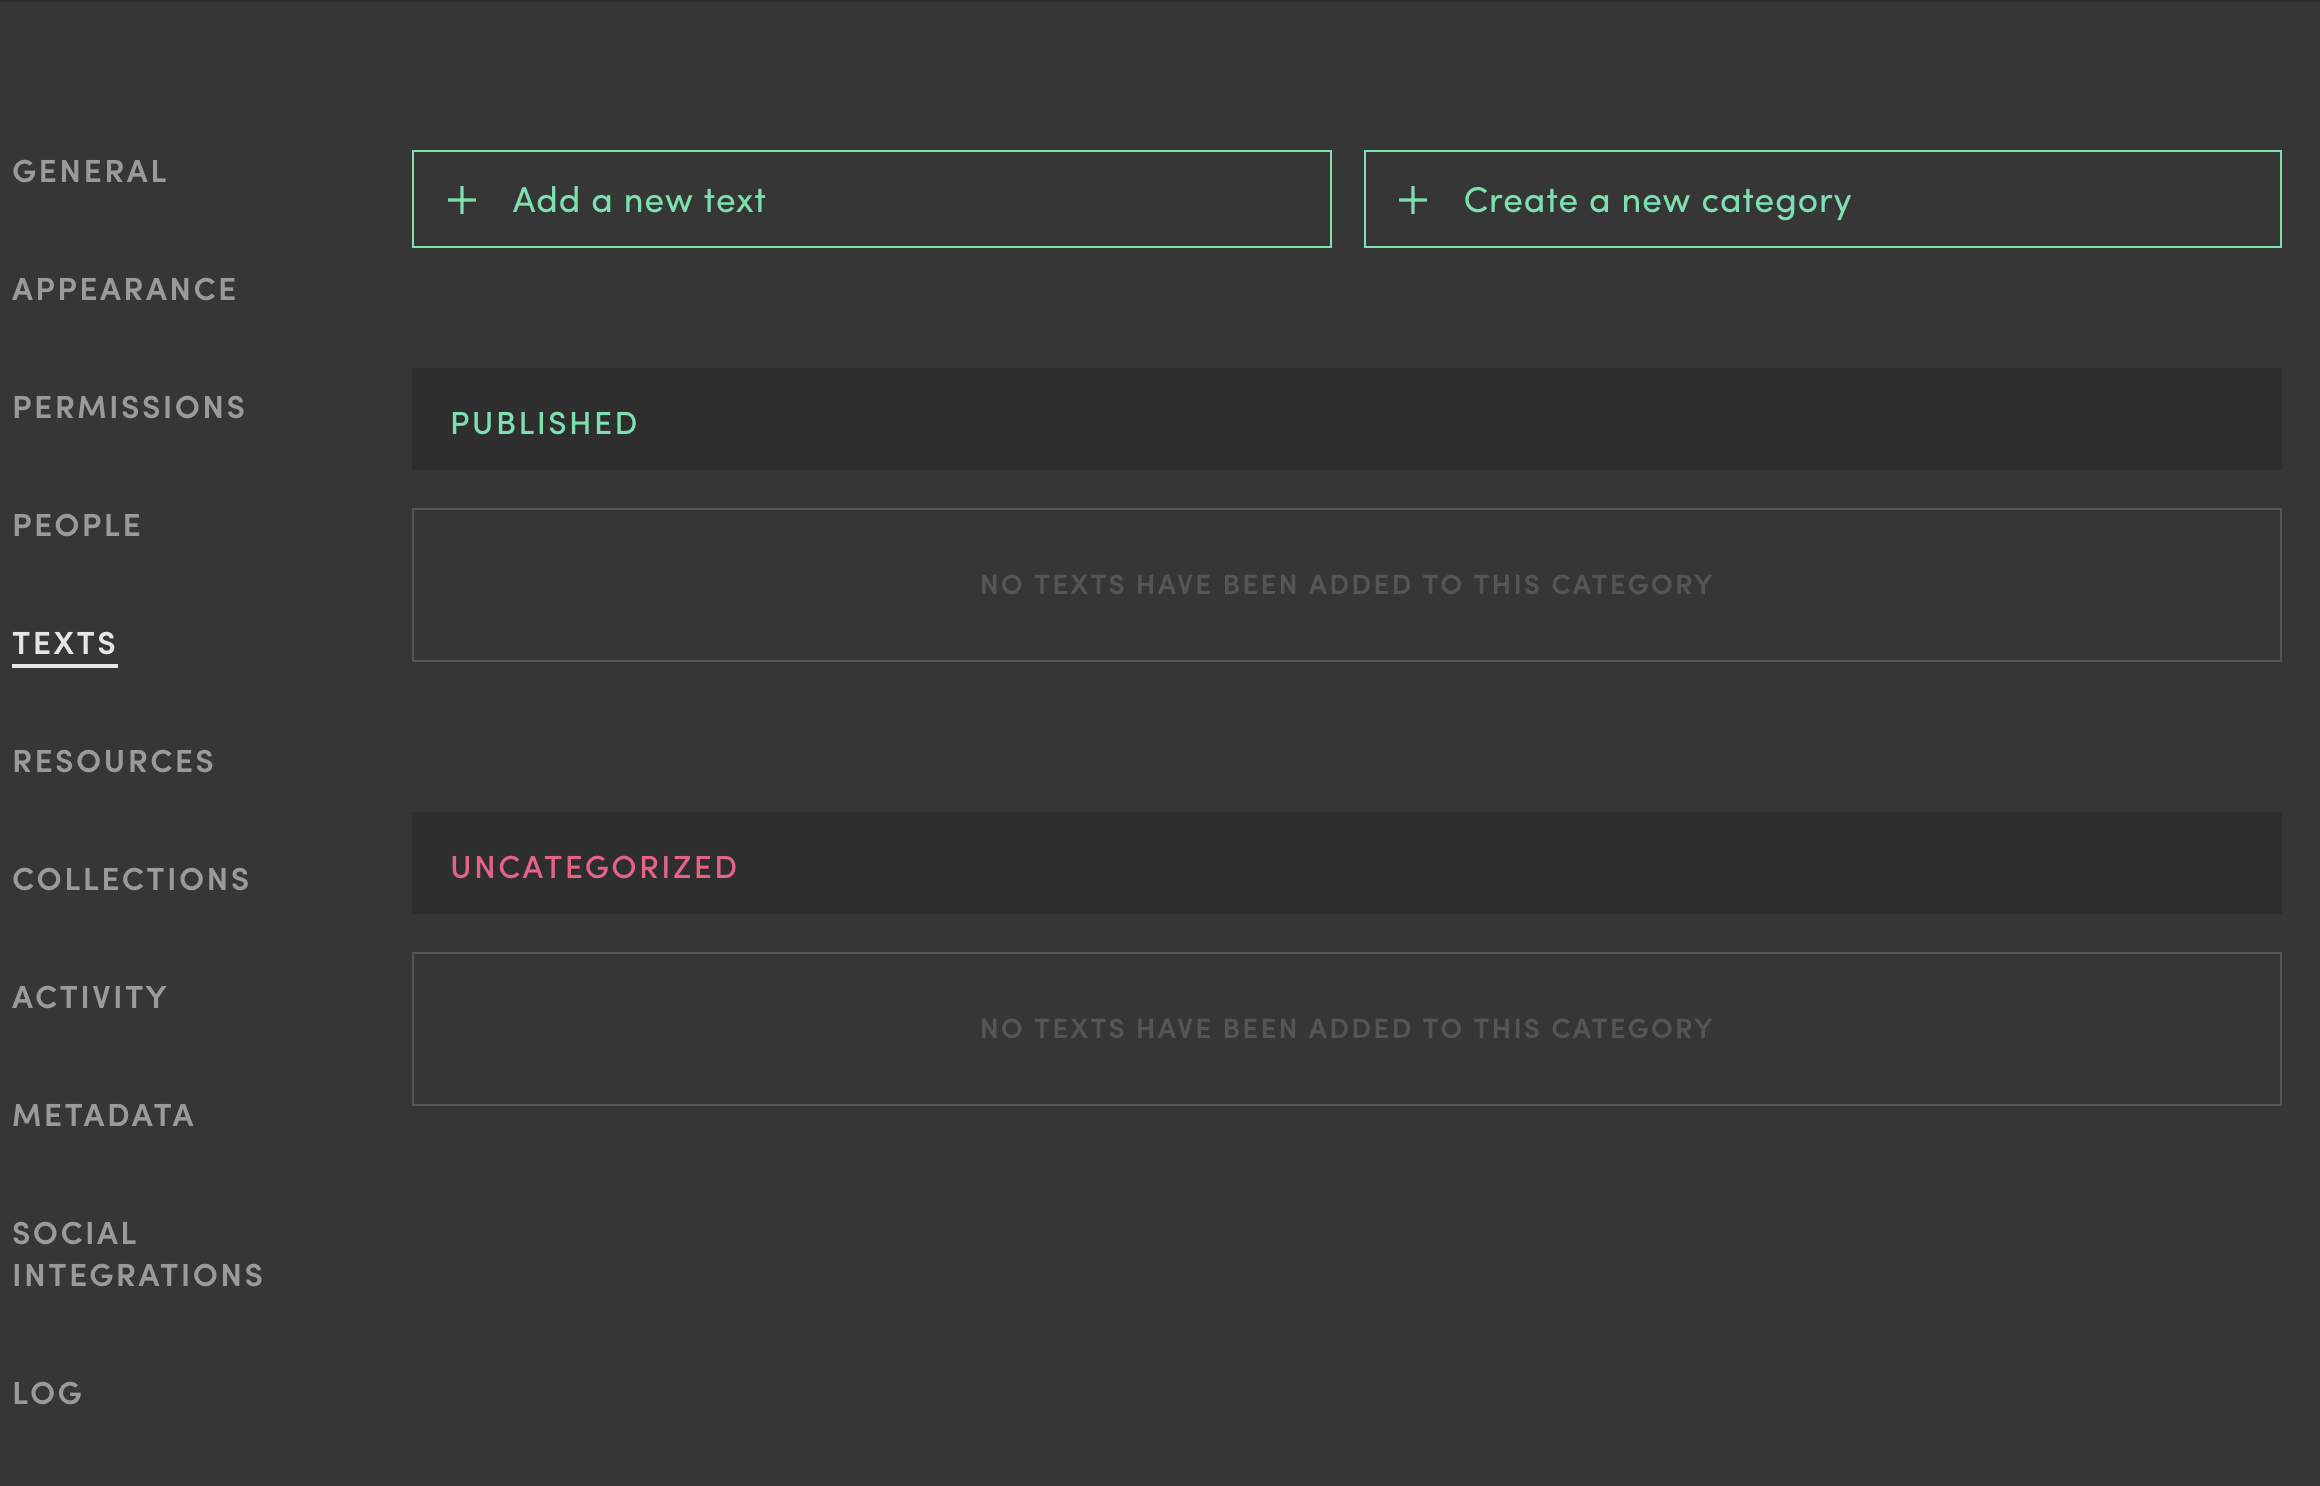 GENERAL
APPEARANCE
PERMISSIONS
PEOPLE
TEXTS
RESOURCES
COLLECTIONS
ACTIVITY
METADATA
SOCIAL
INTEGRATIONS
LOG
Add a new text
Create a new category
PUBLISHED
NO TEXTS HAVE BEEN ADDED TO THIS CATEGORY
UNCATEGORIZED
NO TEXTS HAVE BEEN ADDED TO THIS CATEGORY